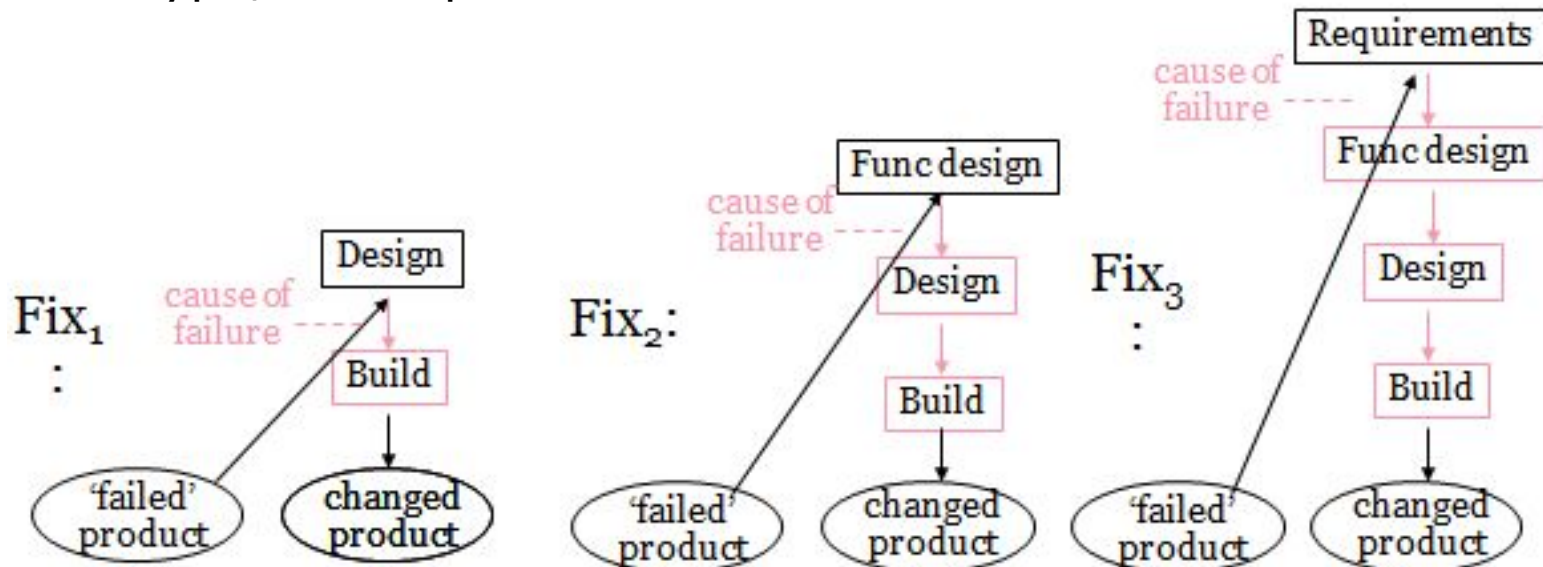 Fix₁
:
cause of
failure
Design
Build
'failed'
product
changed
product
Fix₂:
cause of
failure
Func design
Design
Build
'failed'
product
changed
product
Fix₃
:
cause of
failure
Requirements
Func design
Design
Build
'failed'
product
changed
product